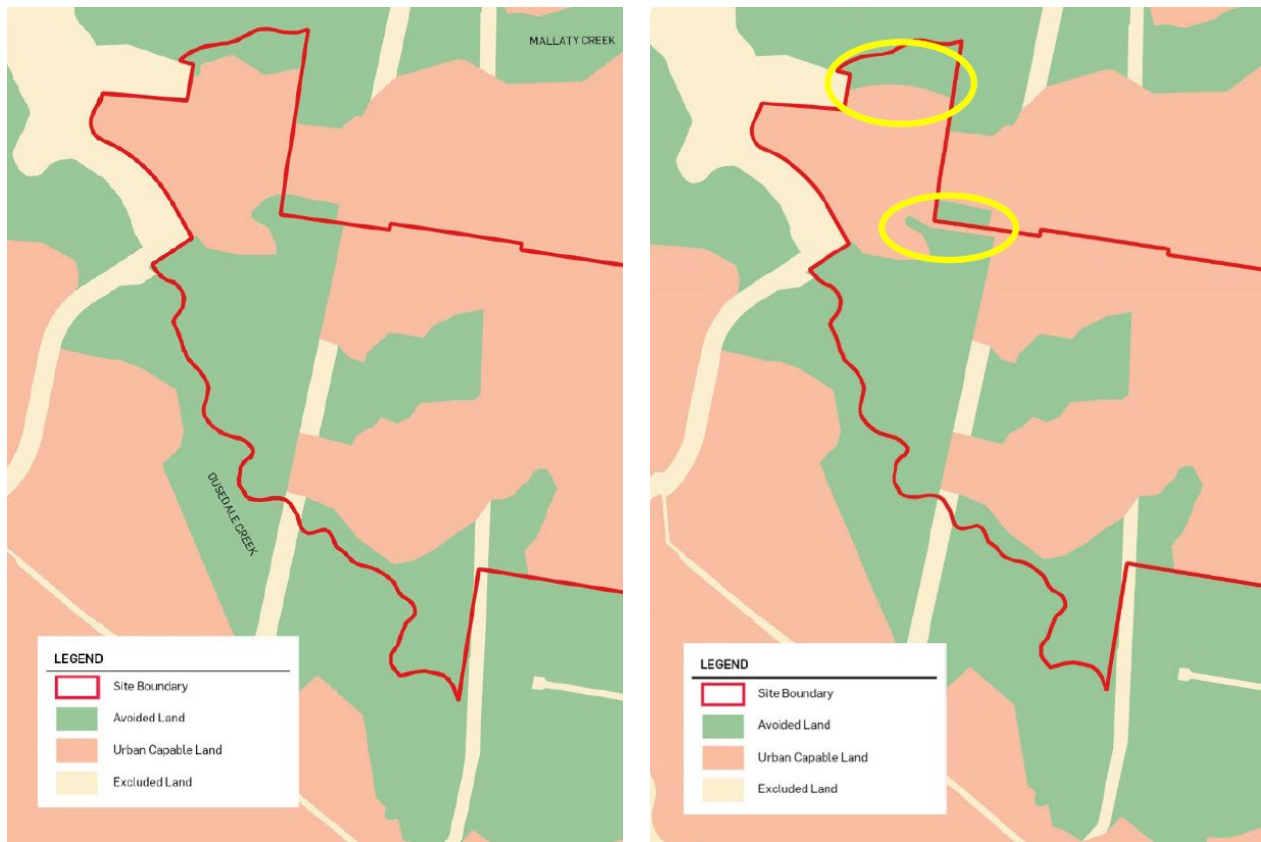 MALLATY CREEK
DUSEDALE CREEK
LEGEND
Site Boundary
Avoided Land
Urban Capable Land
Excluded Land
LEGEND
Site Boundary
Avoided Land
Urban Capable Land
Excluded Land